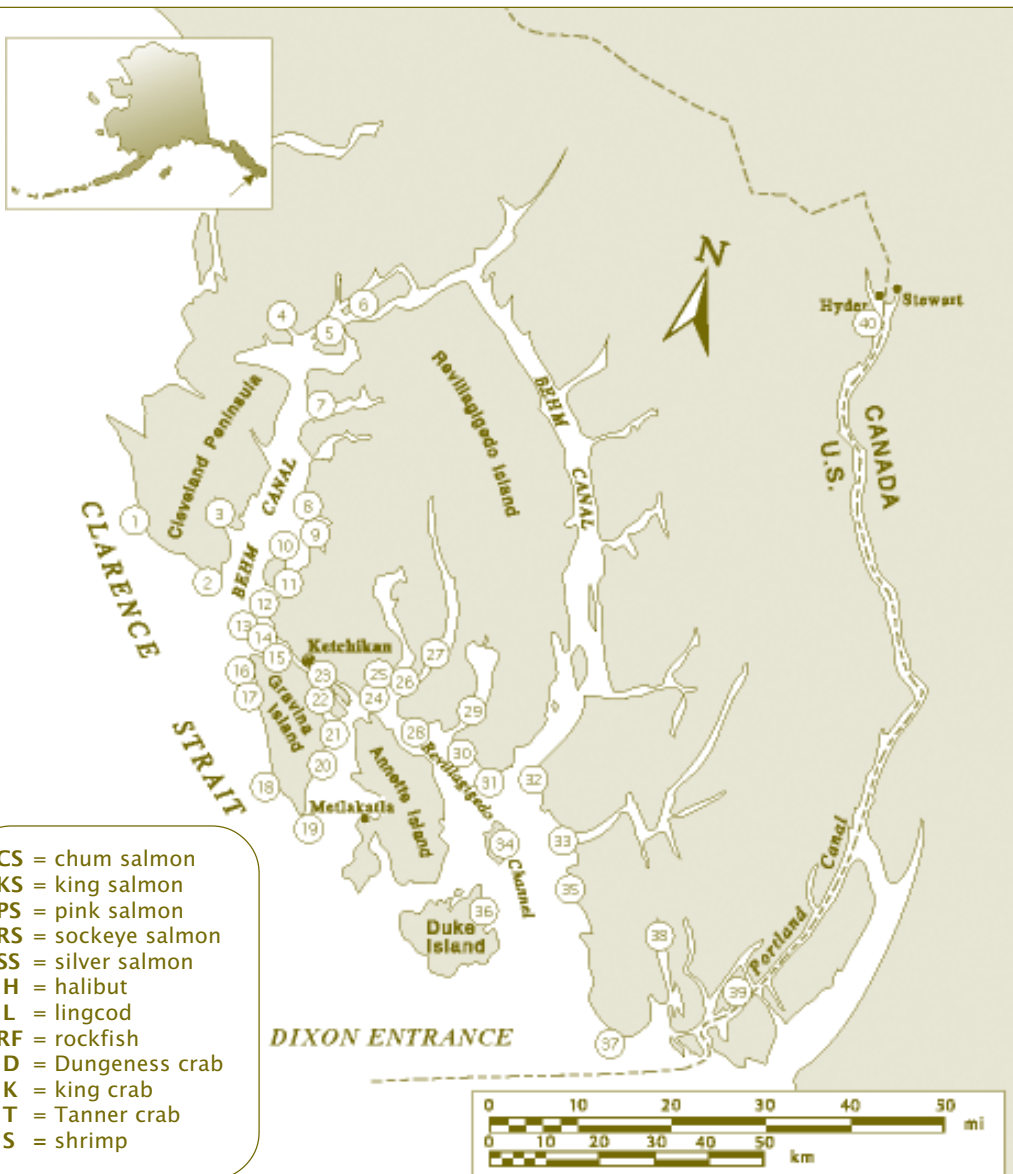 N
Hyder
Stewart
40
4
5
6
7
Cleveland Peninsula
Revillagigedo Island
BEHM
CANAL
CANADA
U.S.
1
3
2
BEHM
CANAL
8
9
10
11
12
13
14
15
Ketchikan
CLARENCE
STRAIT
16
17
Gravina
Island
23
22
21
20
25
24
26
27
28
29
30
31
32
18
19
Metlakatla
Annette Island
Revillagigedo
Channel
33
34
35
36
Duke
Island
38
39
Portland
Canal
37
DIXON ENTRANCE
CS = chum salmon
KS = king salmon
PS = pink salmon
RS = sockeye salmon
SS = silver salmon
H = halibut
L = lingcod
RF = rockfish
D = Dungeness crab
K = king crab
T = Tanner crab
S = shrimp
0 10 20 30 40 50
mi
0 10 20 30 40 50
km